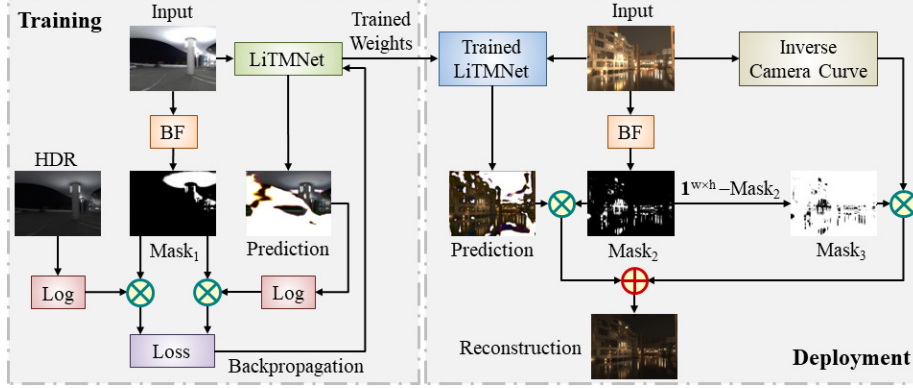 Training
Input
LiTMNet
Trained
Weights
BF
HDR
Mask1
Prediction
Log
Log
Loss
Backpropagation
Input
Trained
LiTMNet
Inverse
Camera Curve
BF
1^w×h−Mask2
Prediction
Mask2
Mask3
Reconstruction
Deployment